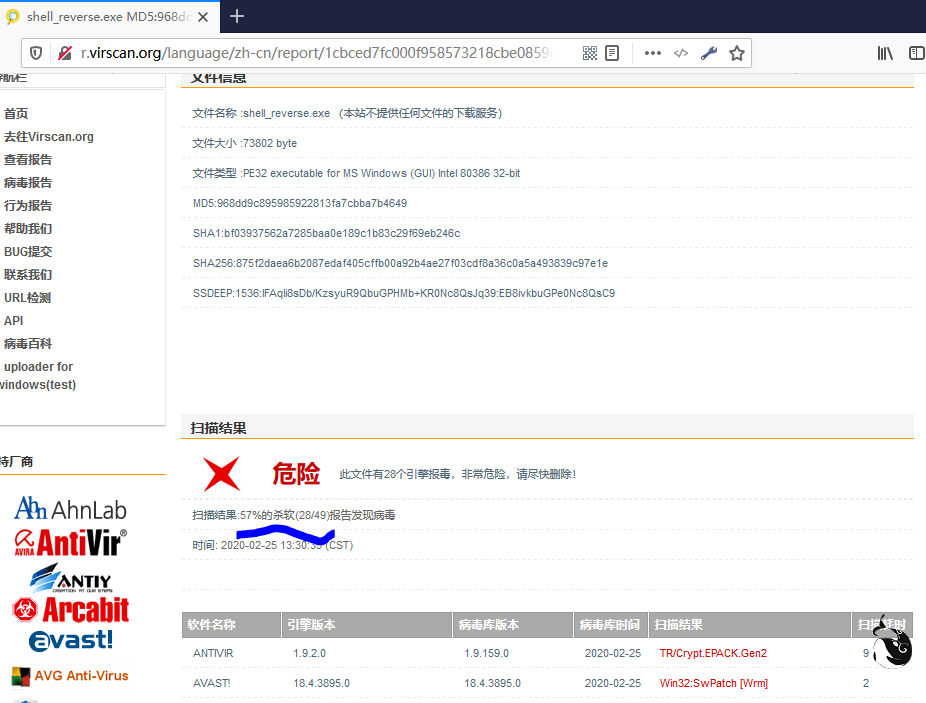 shell_reverse.exe MD5:968dc
r.virscan.org/language/zh-cn/report/1cbced7fc000f958573218cbe0859
导航栏
文件信息
首页
去往Virscan.org
查看报告
病毒报告
行为报告
帮助我们
BUG提交
联系我们
URL检测
API
病毒百科
uploader for
windows(test)
文件名称 :shell_reverse.exe (本站不提供任何文件的下载服务)
文件大小 :73802 byte
文件类型 :PE32 executable for MS Windows (GUI) Intel 80386 32-bit
MD5:968dd9c895985922813fa7cbba7b4649
SHA1:bf03937562a7285baa0e189c1b83c29f69eb246c
SHA256:875f2daea6b2087edaf405cffb00a92b4ae27f03cdf8a36c0a5a493839c97e1e
SSDEEP:1536:IFAqIi8sDb/KzsyuR9QbuGPHMb+KR0Nc8QsJq39:EB8ivkbuGPe0Nc8QsC9
持厂商
AhnLab
AVIRA AntiVir®
ANTIY
CREATION AT OUR STEPS
Arcabit
avast!
AVG Anti-Virus
扫描结果
危险 此文件有28个引擎报毒，非常危险，请尽快删除！
扫描结果:57%的杀软(28/49)报告发现病毒
时间: 2020-02-25 13:30:35 (CST)
软件名称 引擎版本 病毒库版本 病毒库时间 扫描结果 扫描耗时
ANTIVIR 1.9.2.0 1.9.159.0 2020-02-25 TR/Crypt.EPACK.Gen2 9
AVAST! 18.4.3895.0 18.4.3895.0 2020-02-25 Win32:SwPatch [Wrm] 2